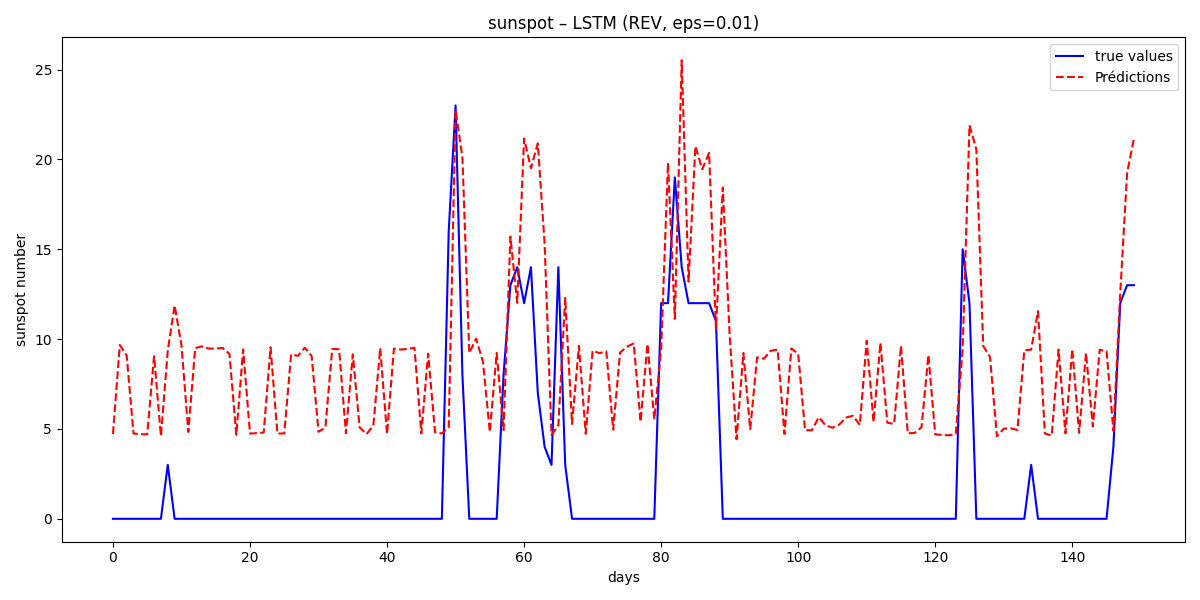 sunspot – LSTM (REV, eps=0.01)
true values
Prédictions
sunspot number
25
20
15
10
5
0
0 20 40 60 80 100 120 140
days